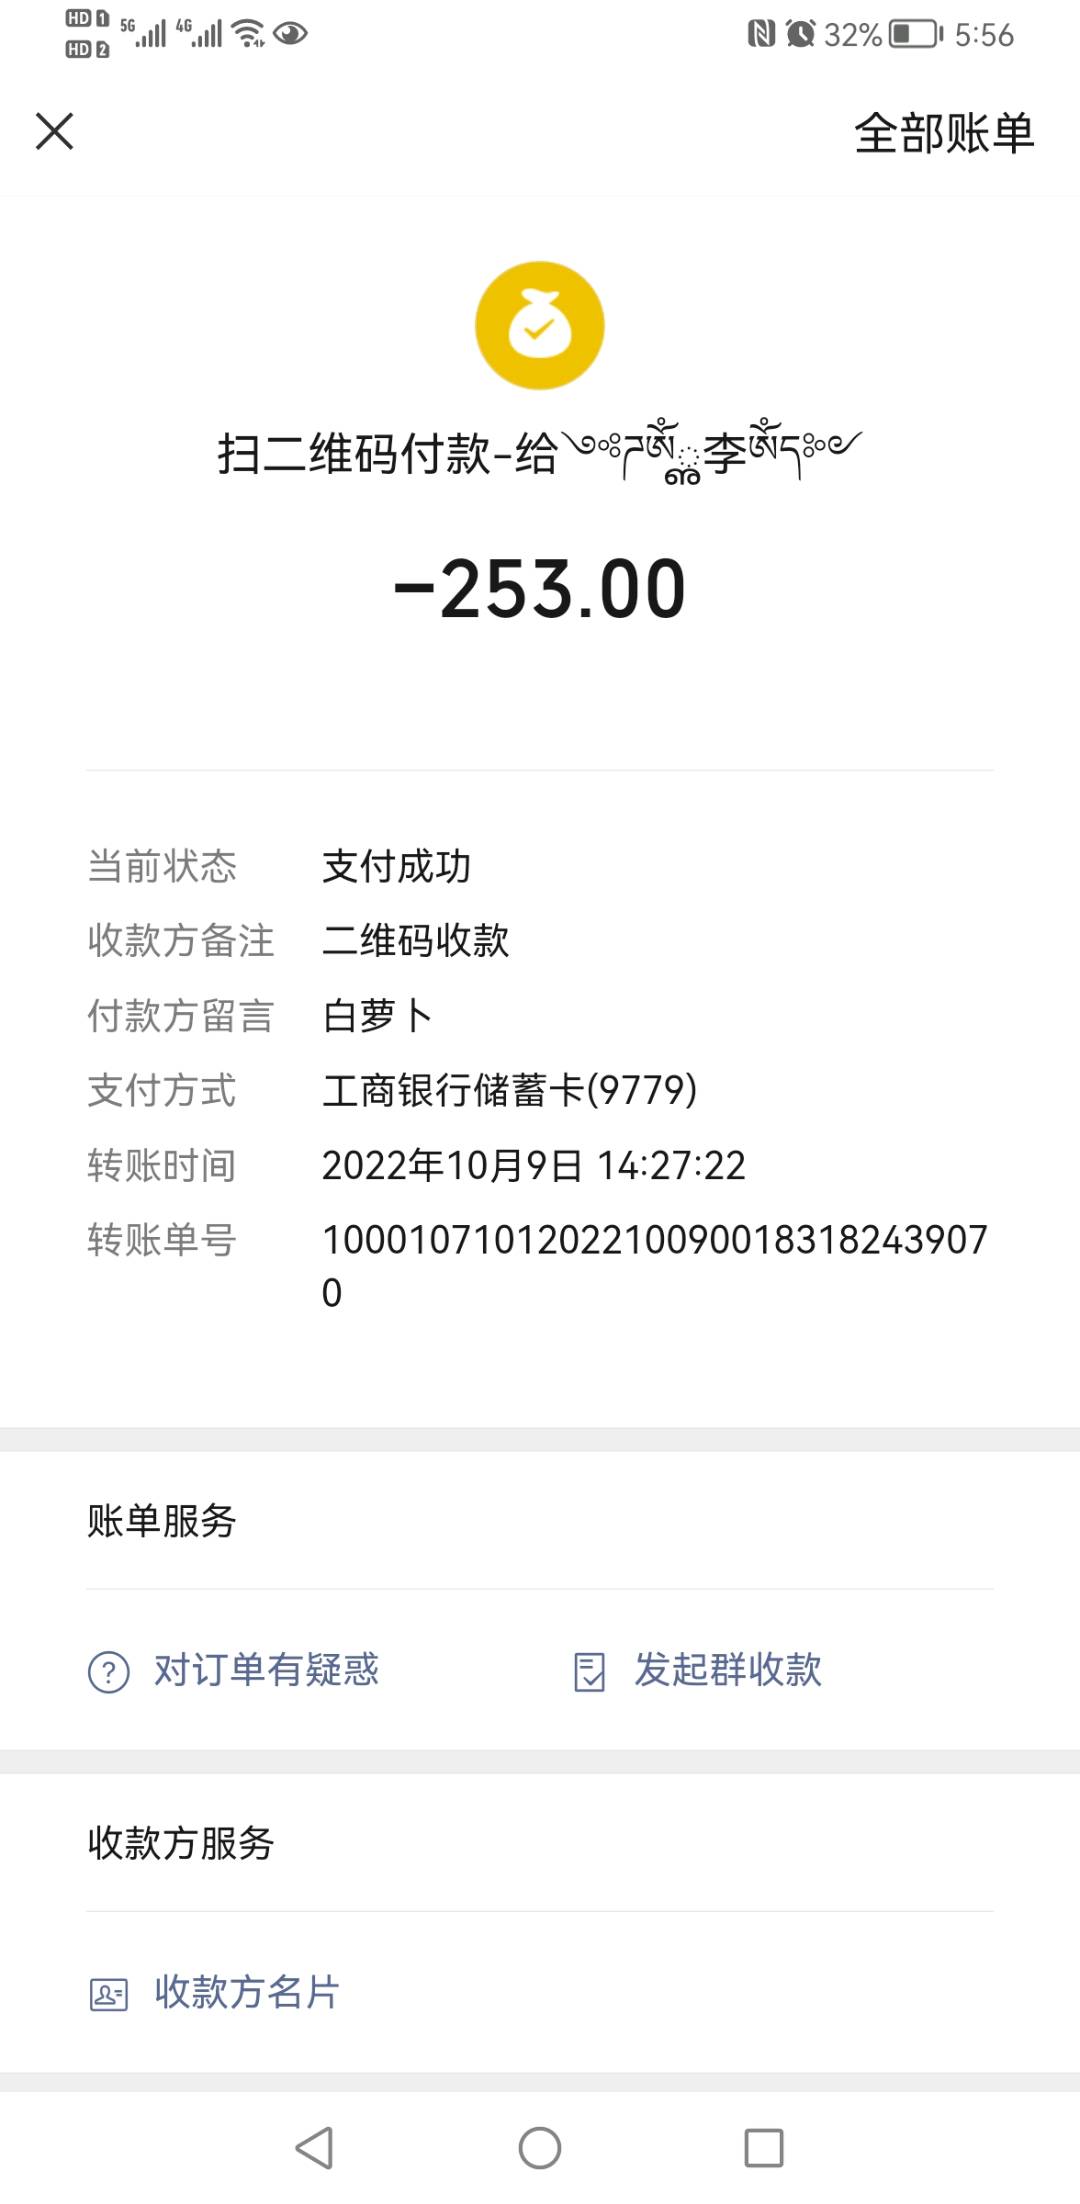 HD 1 5G 4G 32% 5:56
HD 2
全部账单
扫二维码付款-给༺ཉི།ༀ࿆李ༀད༻
-253.00
当前状态 支付成功
收款方备注 二维码收款
付款方留言 白萝卜
支付方式 工商银行储蓄卡(9779)
转账时间 2022年10月9日 14:27:22
转账单号 1000107101202210090018318243907
0
账单服务
对订单有疑惑 发起群收款
收款方服务
收款方名片